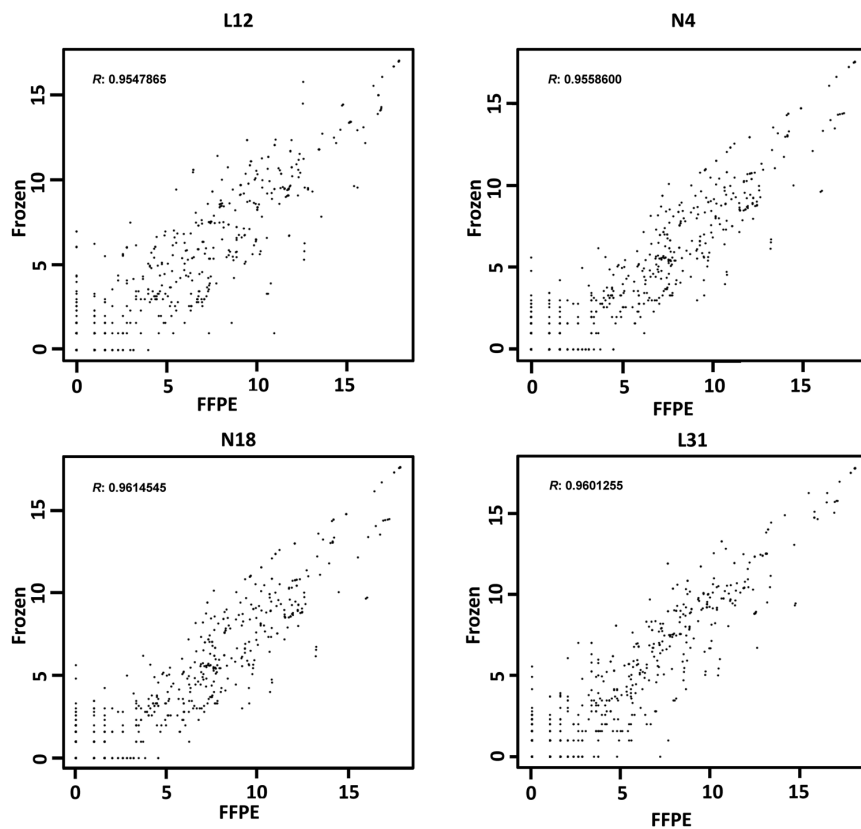 L12
N4
R: 0.9547865
R: 0.9558600
Frozen
0 5 10 15
Frozen
0 5 10 15
0 5 10 15
0 5 10 15
FFPE
FFPE
N18
L31
R: 0.9614545
R: 0.9601255
Frozen
0 5 10 15
Frozen
0 5 10 15
0 5 10 15
0 5 10 15
FFPE
FFPE